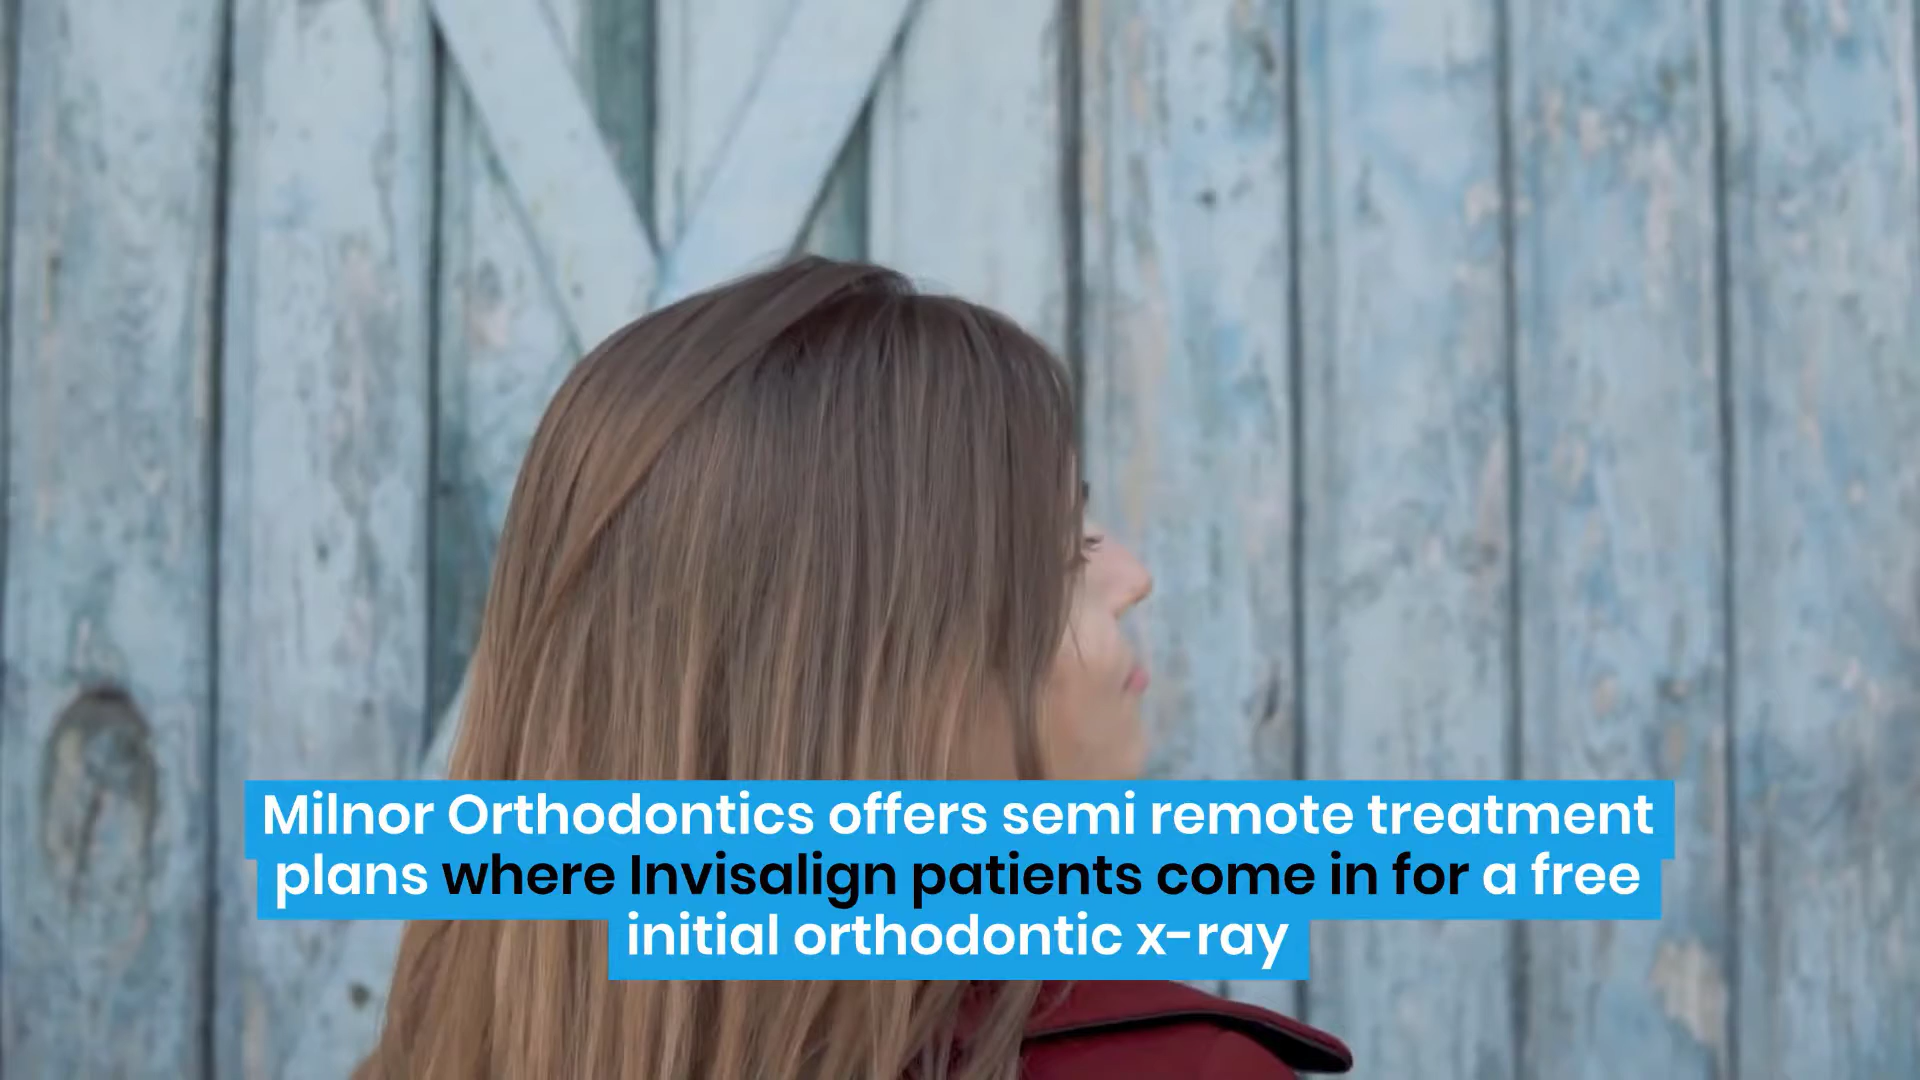 Milnor Orthodontics offers semi remote treatment
plans where Invisalign patients come in for a free
initial orthodontic x-ray